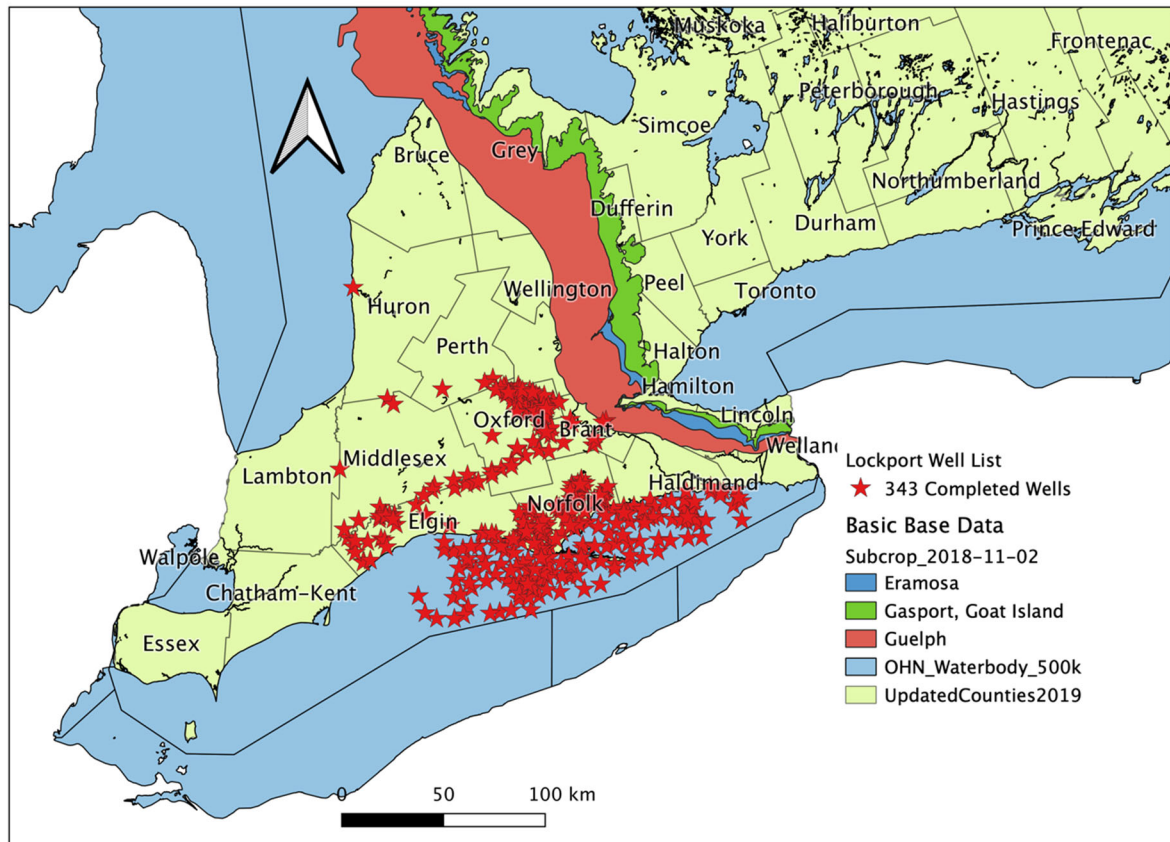 Muskoka
Haliburton
Frontenac
Peterborough
Hastings
Simcoe
Bruce
Grey
Northumberland
Dufferin
Durham
Prince Edward
York
Wellington
Peel
Toronto
Huron
Perth
Halton
Hamilton
Oxford
Lincoln
Brant
Welland
Middlesex
Lambton
Haldimand
Norfolk
Elgin
Walpole
Chatham-Kent
Essex
Lockport Well List
343 Completed Wells
Basic Base Data
Subcrop_2018-11-02
Eramosa
Gasport, Goat Island
Guelph
OHN_Waterbody_500k
UpdatedCounties2019
0 50 100 km